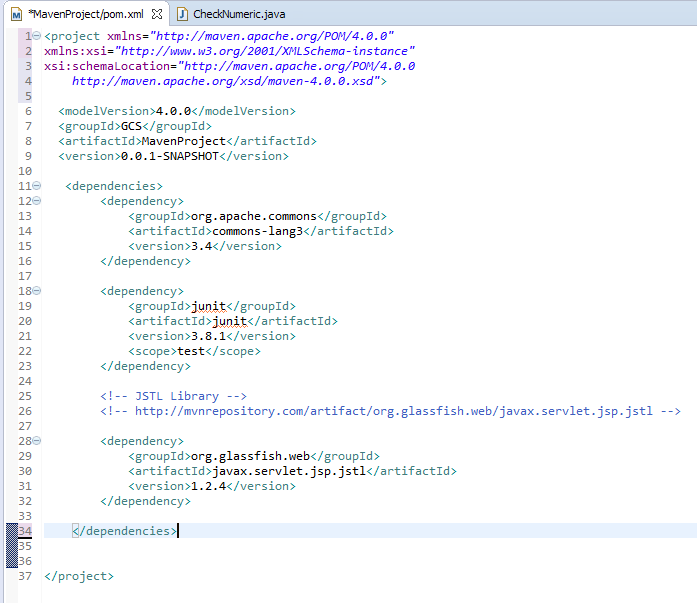 *MavenProject/pom.xml CheckNumeric.java
1 <project xmlns="http://maven.apache.org/POM/4.0.0"
2 xmlns:xsi="http://www.w3.org/2001/XMLSchema-instance"
3 xsi:schemaLocation="http://maven.apache.org/POM/4.0.0
4 http://maven.apache.org/xsd/maven-4.0.0.xsd">
5
6 <modelVersion>4.0.0</modelVersion>
7 <groupId>GCS</groupId>
8 <artifactId>MavenProject</artifactId>
9 <version>0.0.1-SNAPSHOT</version>
10
11 <dependencies>
12 <dependency>
13 <groupId>org.apache.commons</groupId>
14 <artifactId>commons-lang3</artifactId>
15 <version>3.4</version>
16 </dependency>
17
18 <dependency>
19 <groupId>junit</groupId>
20 <artifactId>junit</artifactId>
21 <version>3.8.1</version>
22 <scope>test</scope>
23 </dependency>
24
25 <!-- JSTL Library -->
26 <!-- http://mvnrepository.com/artifact/org.glassfish.web/javax.servlet.jsp.jstl -->
27
28 <dependency>
29 <groupId>org.glassfish.web</groupId>
30 <artifactId>javax.servlet.jsp.jstl</artifactId>
31 <version>1.2.4</version>
32 </dependency>
33
34 </dependencies>
35
36
37 </project>